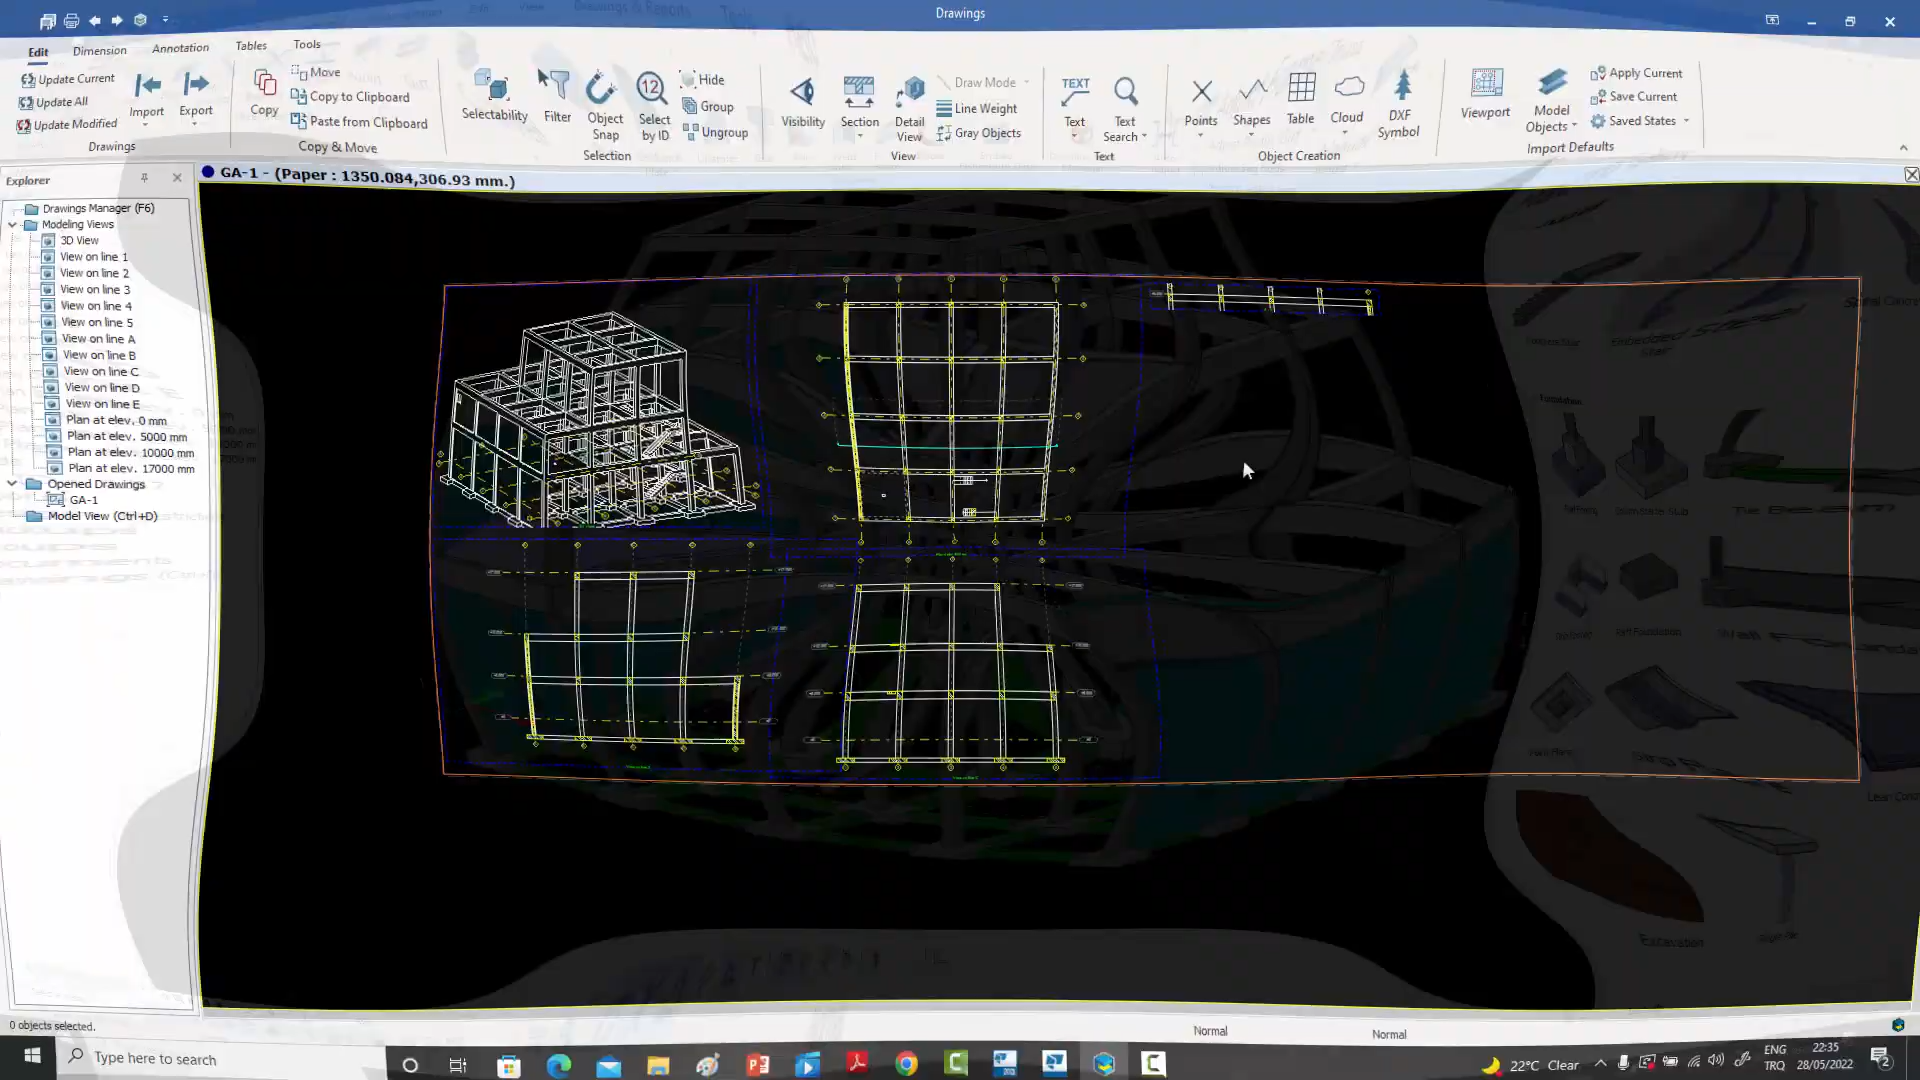 Drawings
Edit
Dimension
Annotation
Tables
Tools
Update Current
Update All
Update Modified
Import
Export
Drawings
Copy
Move
Copy to Clipboard
Paste from Clipboard
Copy & Move
Selectability
Filter
Object Snap
Select by ID
Hide
Group
Ungroup
Selection
Visibility
Section
Detail View
Draw Mode
Line Weight
Gray Objects
View
Text
Text Search
Text
Points
Shapes
Table
Cloud
DXF Symbol
Object Creation
Viewport
Model Objects
Apply Current
Save Current
Saved States
Import Defaults
Explorer
GA-1 - (Paper : 1350.084,306.93 mm.)
Drawings Manager (F6)
Modeling Views
3D View
View on line 1
View on line 2
View on line 3
View on line 4
View on line 5
View on line A
View on line B
View on line C
View on line D
View on line E
Plan at elev. 0 mm
Plan at elev. 5000 mm
Plan at elev. 10000 mm
Plan at elev. 17000 mm
Opened Drawings
GA-1
Model View (Ctrl+D)
Foundation
Raft Foundation
Excavation
0 objects selected.
Normal
Normal
Type here to search
22°C Clear
ENG
TRQ
22:35
28/05/2022